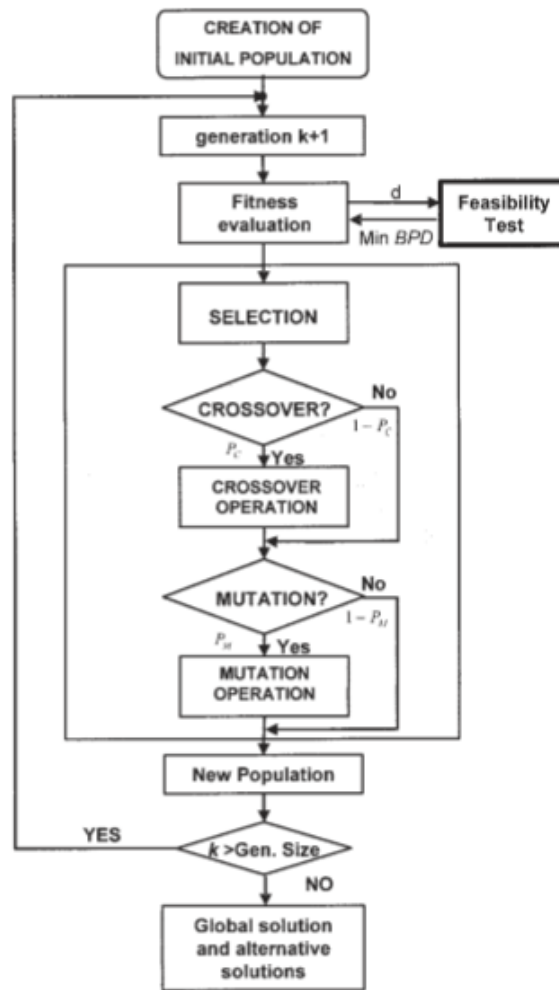 CREATION OF
INITIAL POPULATION
generation k+1
Fitness
evaluation
d
Min BPD
Feasibility
Test
SELECTION
CROSSOVER?
No
1 − P_C
P_C
Yes
CROSSOVER
OPERATION
MUTATION?
No
1 − P_M
P_M
Yes
MUTATION
OPERATION
New Population
YES
k >Gen. Size
NO
Global solution
and alternative
solutions